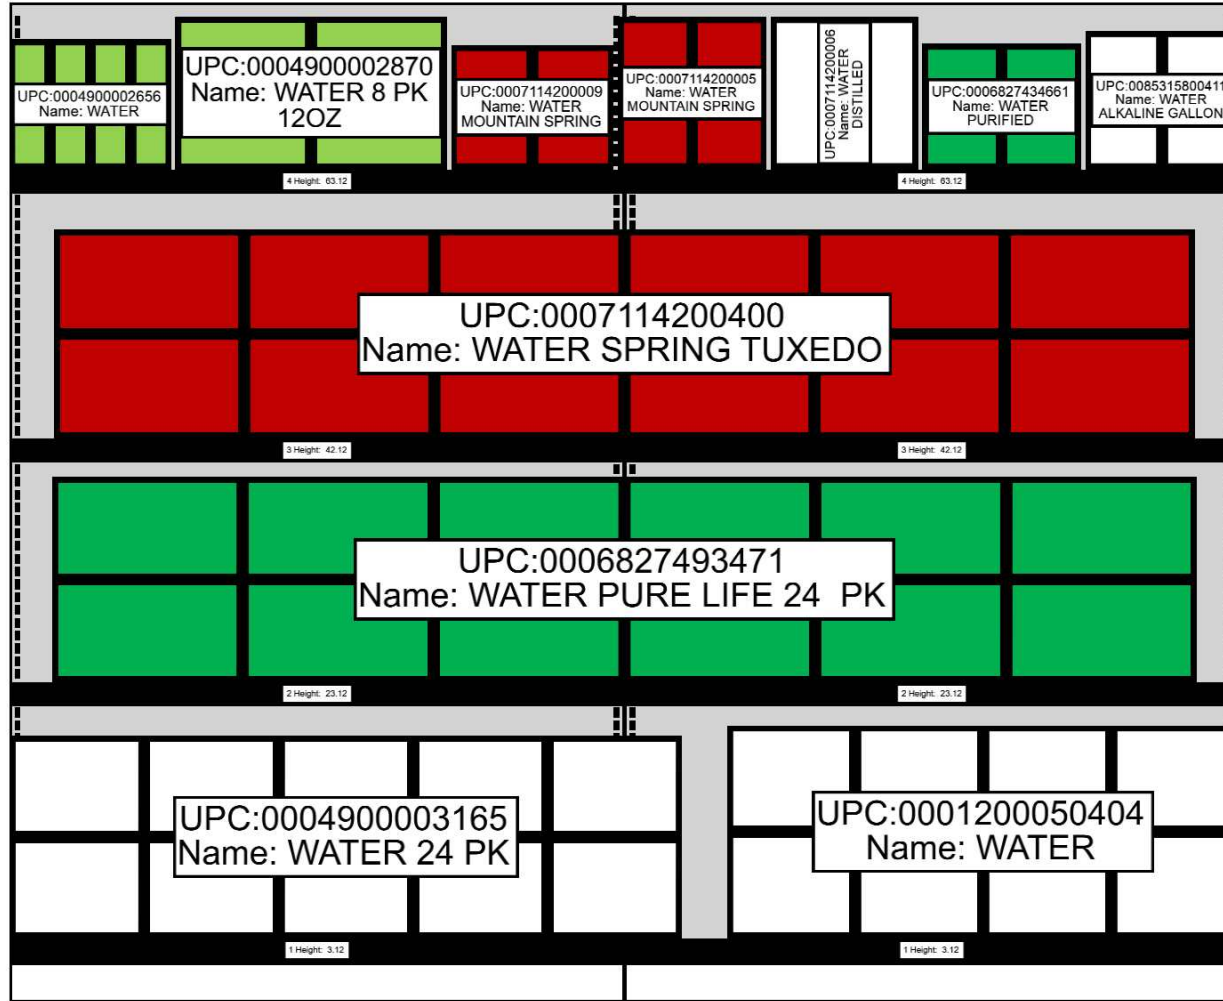 UPC:0004900002656
Name: WATER
UPC:0004900002870
Name: WATER 8 PK
12OZ
UPC:0007114200009
Name: WATER
MOUNTAIN SPRING
UPC:0007114200005
Name: WATER
MOUNTAIN SPRING
UPC:0007114200006
Name: WATER
DISTILLED
UPC:0006827434661
Name: WATER
PURIFIED
UPC:0085315800411
Name: WATER
ALKALINE GALLON
4 Height: 63.12
4 Height: 63.12
UPC:0007114200400
Name: WATER SPRING TUXEDO
3 Height: 42.12
3 Height: 42.12
UPC:0006827493471
Name: WATER PURE LIFE 24 PK
2 Height: 23.12
2 Height: 23.12
UPC:0004900003165
Name: WATER 24 PK
UPC:0001200050404
Name: WATER
1 Height: 3.12
1 Height: 3.12